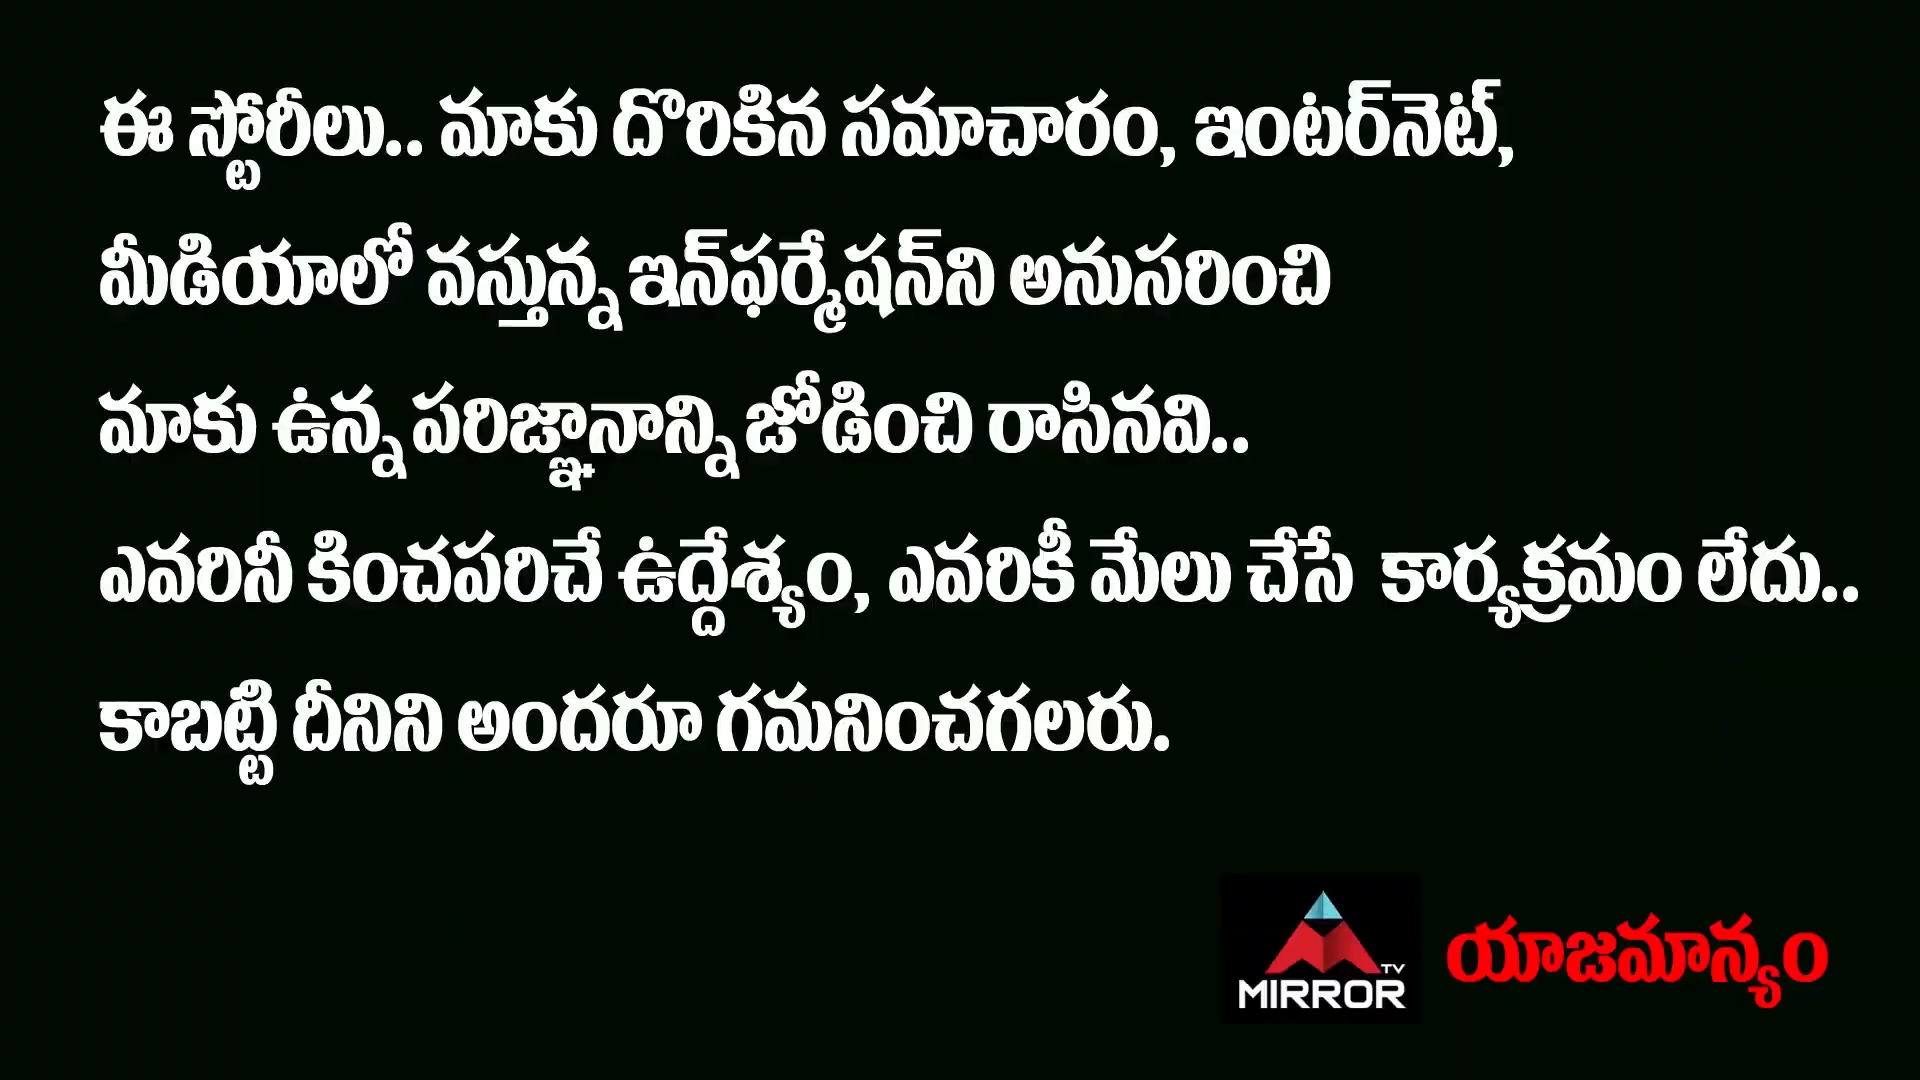 ఈ స్టోరీలు.. మాకు దొరికిన సమాచారం, ఇంటర్‌నెట్,
మీడియాలో వస్తున్న ఇన్‌ఫర్మేషన్‌ని అనుసరించి
మాకు ఉన్న పరిజ్ఞానాన్ని జోడించి రాసినవి..
ఎవరినీ కించపరిచే ఉద్దేశ్యం, ఎవరికీ మేలు చేసే కార్యక్రమం లేదు..
కాబట్టి దీనిని అందరూ గమనించగలరు.
TV
MIRROR
యాజమాన్యం